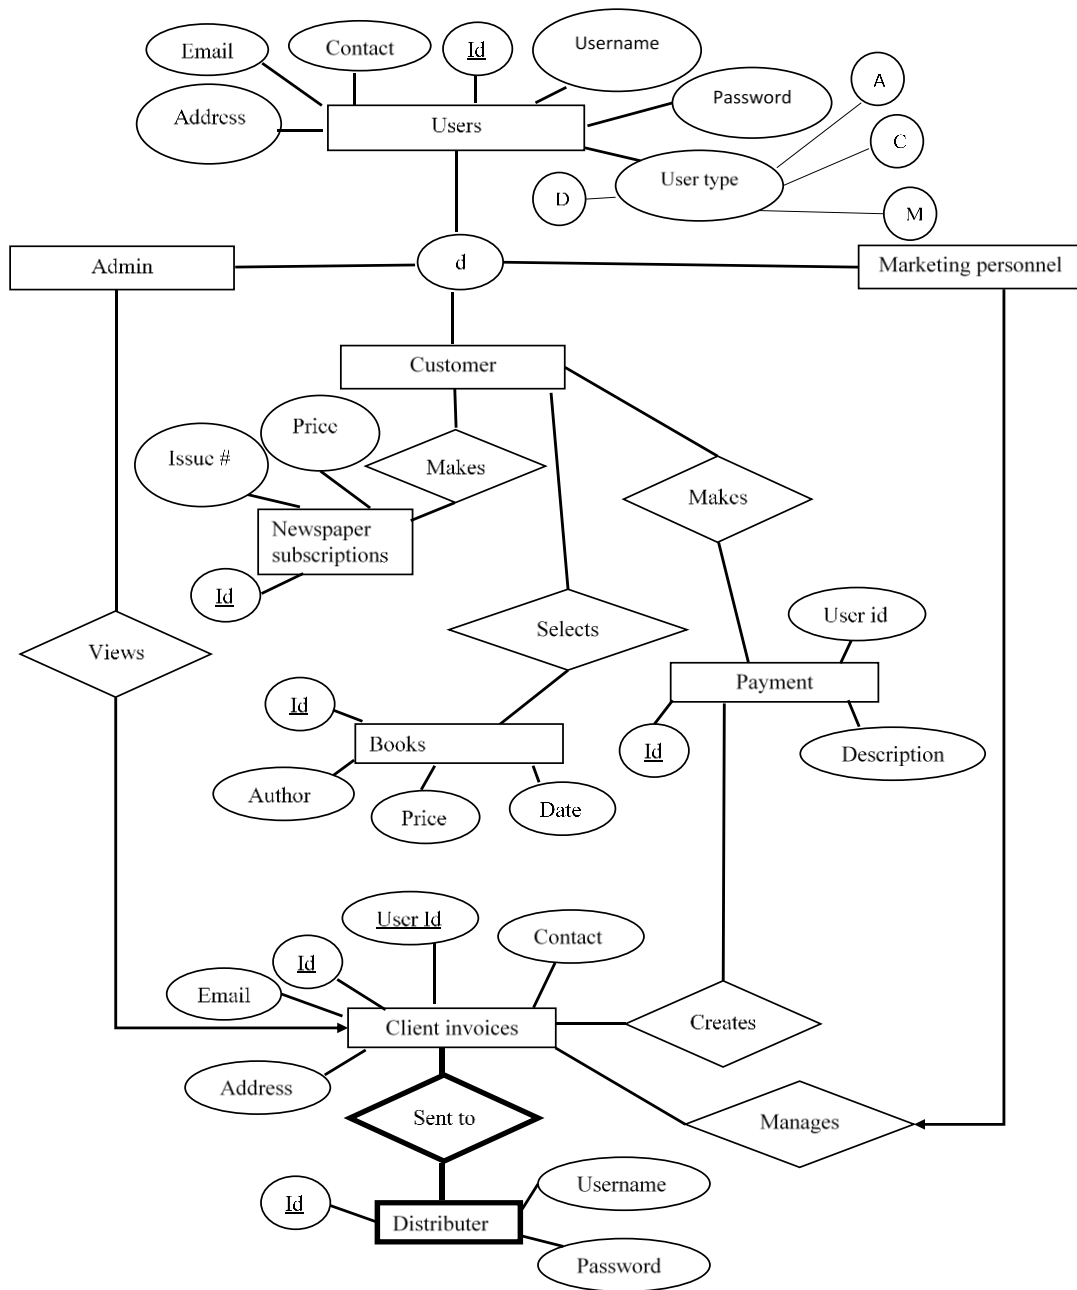 Email
Contact
Id
Username
Address
Users
Password
A
C
User type
D
M
Admin
d
Marketing personnel
Customer
Price
Issue #
Makes
Makes
Newspaper
subscriptions
Id
User id
Selects
Views
Payment
Id
Books
Id
Description
Author
Price
Date
User Id
Contact
Id
Email
Client invoices
Creates
Address
Sent to
Manages
Username
Id
Distributer
Password